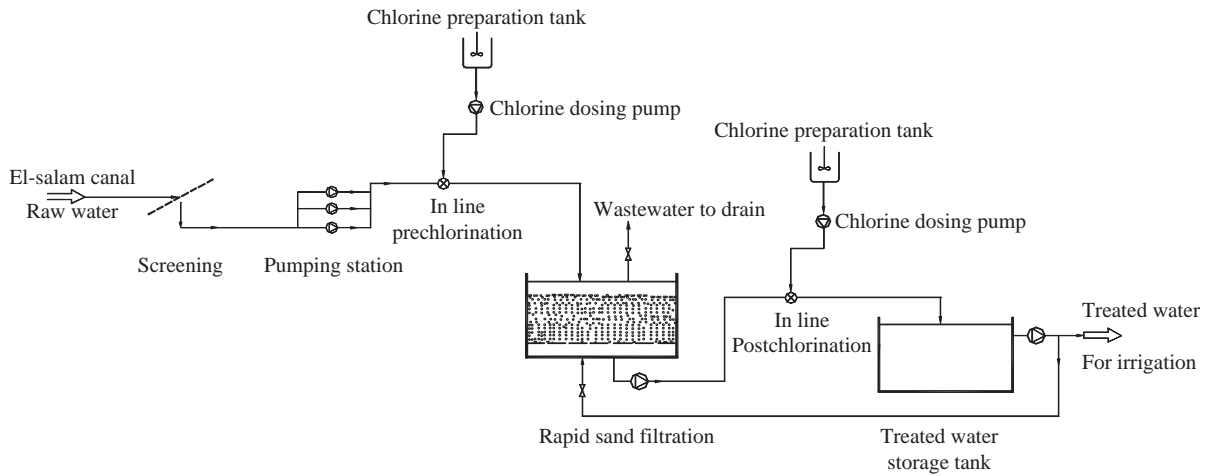 Chlorine preparation tank
Chlorine dosing pump
Chlorine preparation tank
El-salam canal
Raw water
In line
prechlorination
Wastewater to drain
Chlorine dosing pump
Screening
Pumping station
In line
Postchlorination
Treated water
For irrigation
Rapid sand filtration
Treated water
storage tank